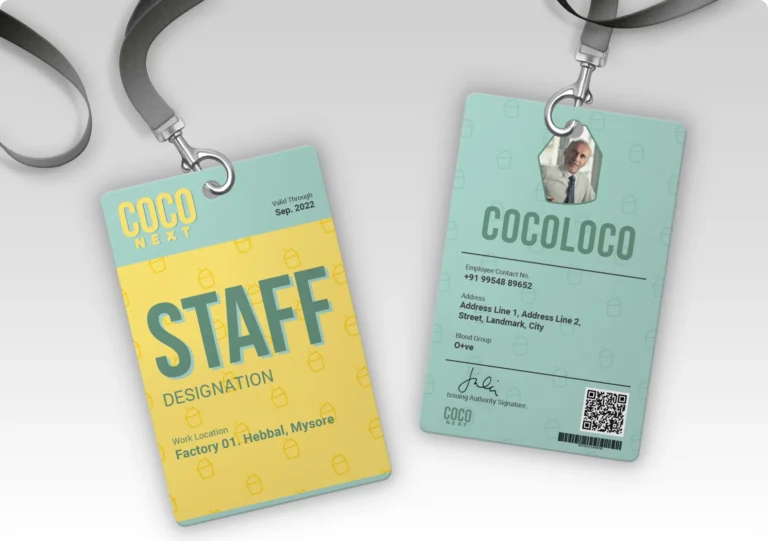 COCO
NEXT
Valid Through
Sep. 2022
STAFF
DESIGNATION
Work Location
Factory 01. Hebbal, Mysore
COCOLOCO
Employee Contact No.
+91 99548 89652
Address
Address Line 1, Address Line 2,
Street, Landmark, City
Blood Group
O+ve
Issuing Authority Signature.
COCO
NEXT